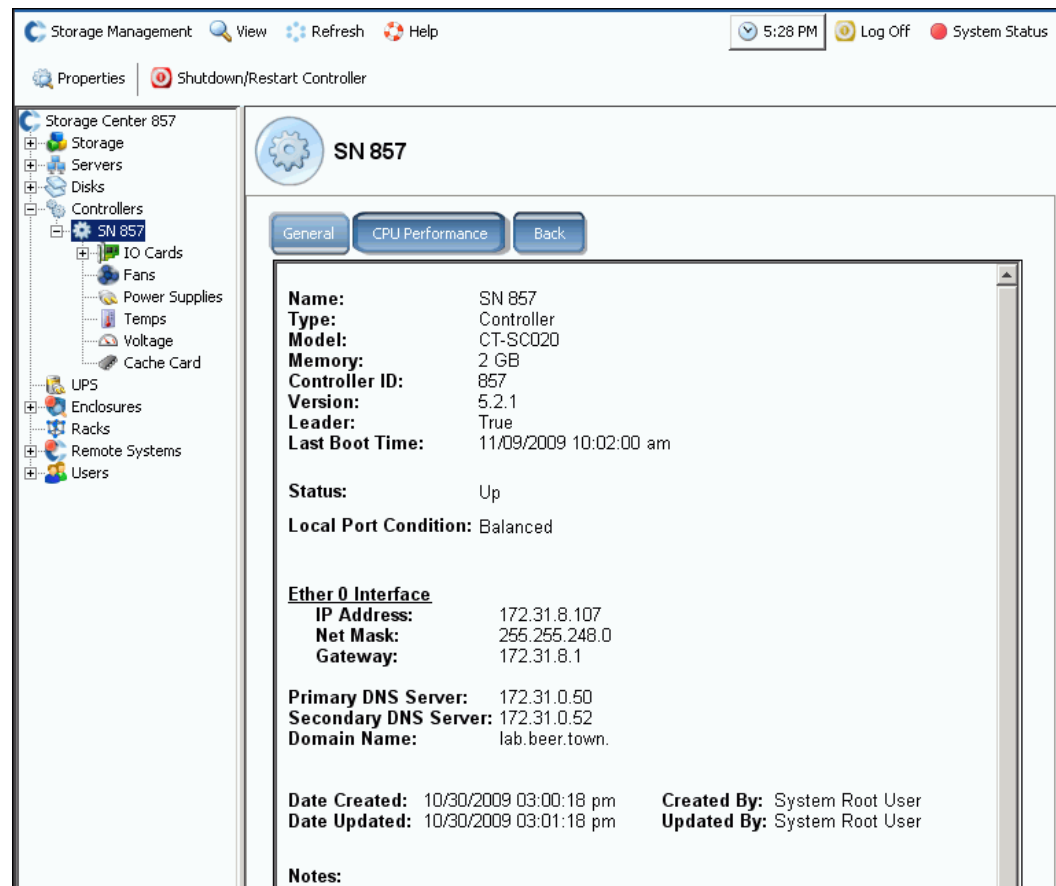 Storage Management View Refresh Help 5:28 PM Log Off System Status
Properties Shutdown/Restart Controller
Storage Center 857
Storage
Servers
Disks
Controllers
SN 857
IO Cards
Fans
Power Supplies
Temps
Voltage
Cache Card
UPS
Enclosures
Racks
Remote Systems
Users
SN 857
General CPU Performance Back
Name: SN 857
Type: Controller
Model: CT-SC020
Memory: 2 GB
Controller ID: 857
Version: 5.2.1
Leader: True
Last Boot Time: 11/09/2009 10:02:00 am
Status: Up
Local Port Condition: Balanced
Ether 0 Interface
IP Address: 172.31.8.107
Net Mask: 255.255.248.0
Gateway: 172.31.8.1
Primary DNS Server: 172.31.0.50
Secondary DNS Server: 172.31.0.52
Domain Name: lab.beer.town.
Date Created: 10/30/2009 03:00:18 pm Created By: System Root User
Date Updated: 10/30/2009 03:01:18 pm Updated By: System Root User
Notes: